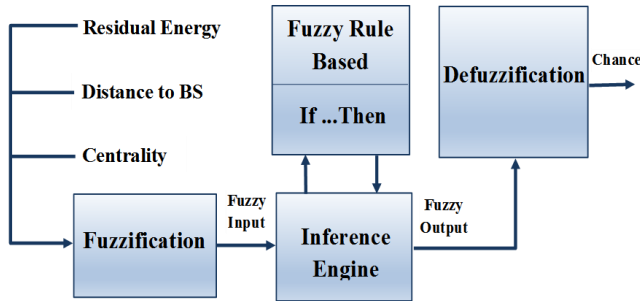 Residual Energy
Distance to BS
Centrality
Fuzzification
Fuzzy
Input
Fuzzy Rule
Based
If ...Then
Inference
Engine
Fuzzy
Output
Defuzzification
Chance